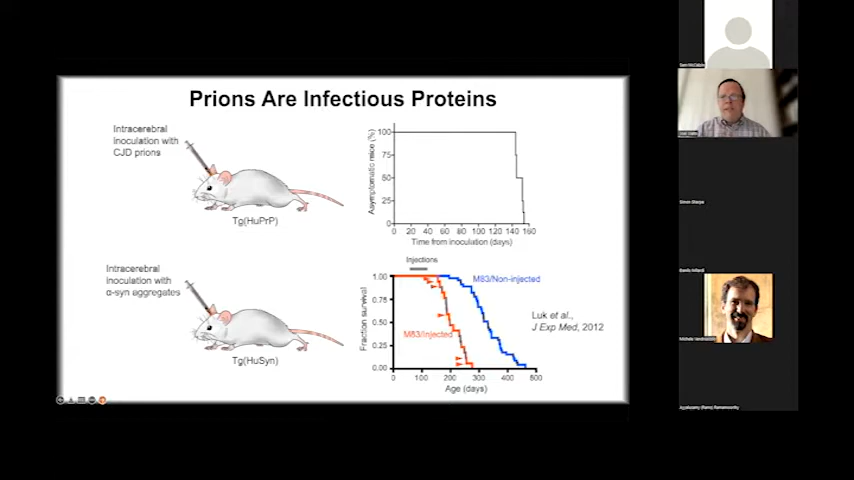 Prions Are Infectious Proteins
Intracerebral
inoculation with
CJD prions
Tg(HuPrP)
Asymptomatic mice (%)
100
75
50
25
0
0 20 40 60 80 100 120 140 160
Time from inoculation (days)
Intracerebral
inoculation with
α-syn aggregates
Tg(HuSyn)
Injections
Fraction survival
1.00
0.75
0.50
0.25
0.00
M83/Non-injected
M83/Injected
0 100 200 300 400 500
Age (days)
Luk et al.,
J Exp Med, 2012